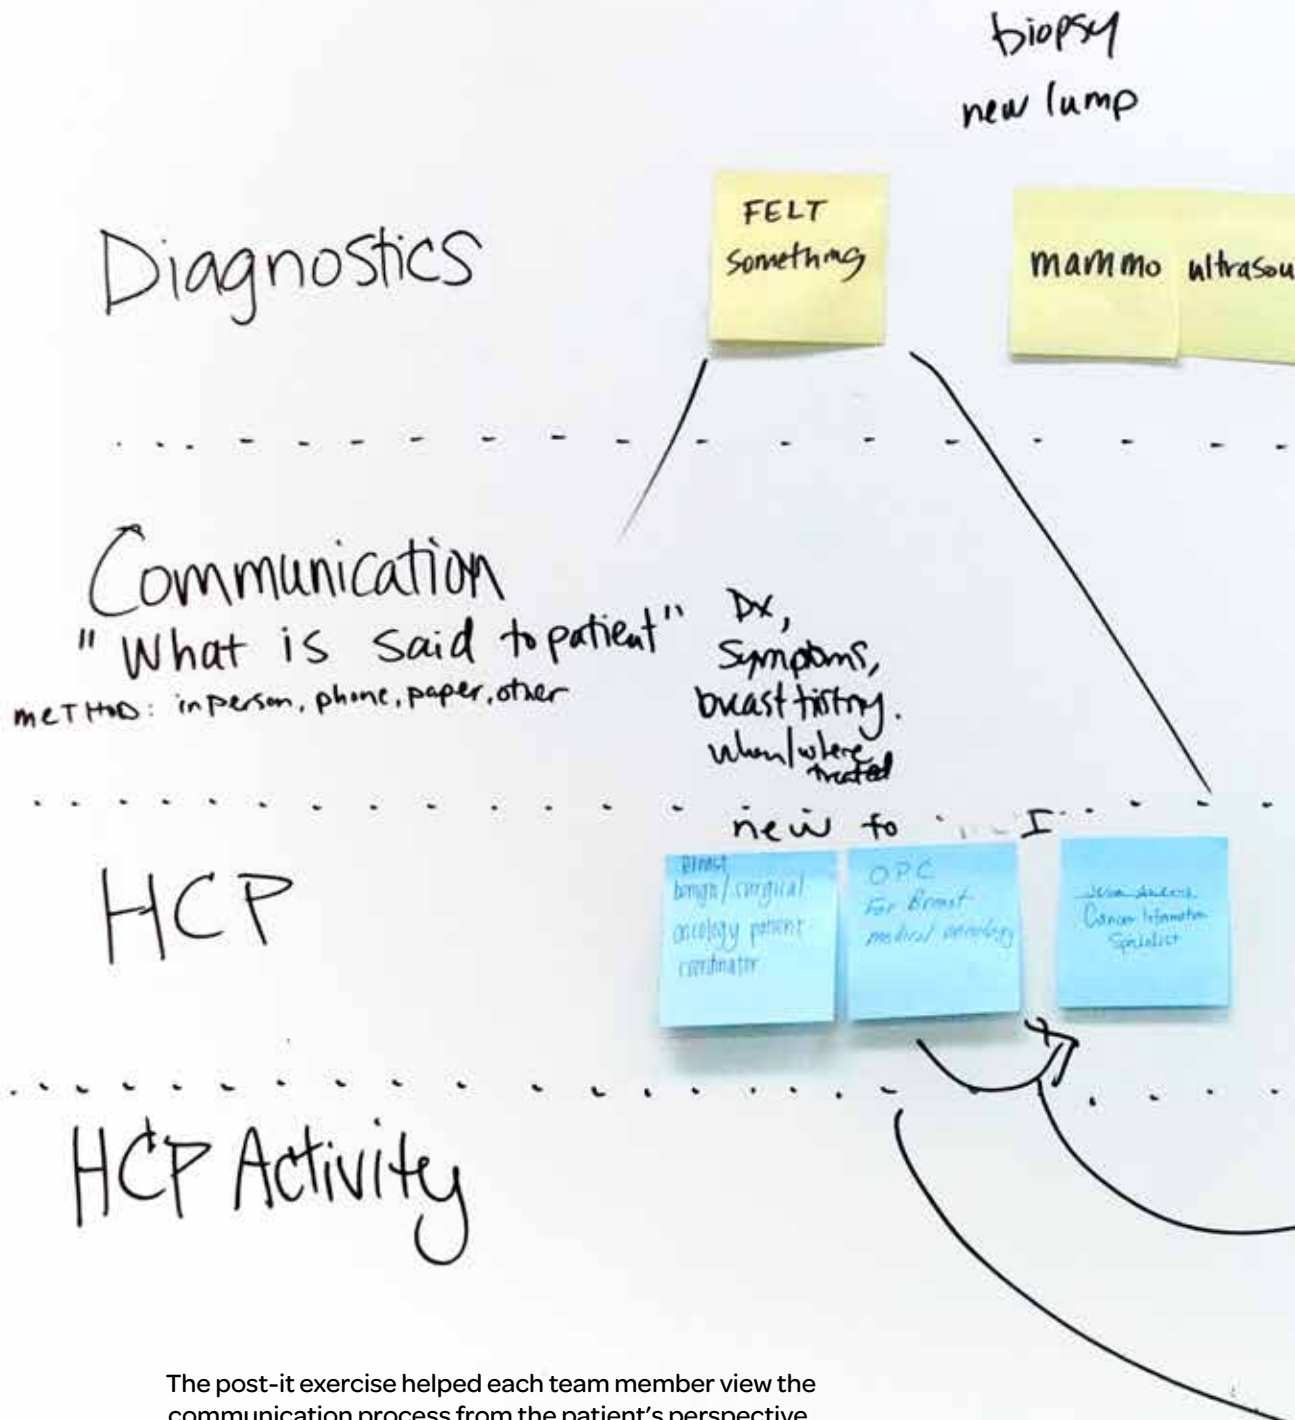 biopsy
new lump
FELT
something
mammo ultrasou
Diagnostics
Communication
"What is said to patient"
METHOD: in person, phone, paper, other
Dx,
Symptoms,
breast history.
when/where
treated
new to
HCP
Breast
benign/surgical
oncology patient
coordinator
OPC
For Breast
medical oncology
Cancer Information
Specialist
HCP Activity
The post-it exercise helped each team member view the
communication process from the patient's perspective